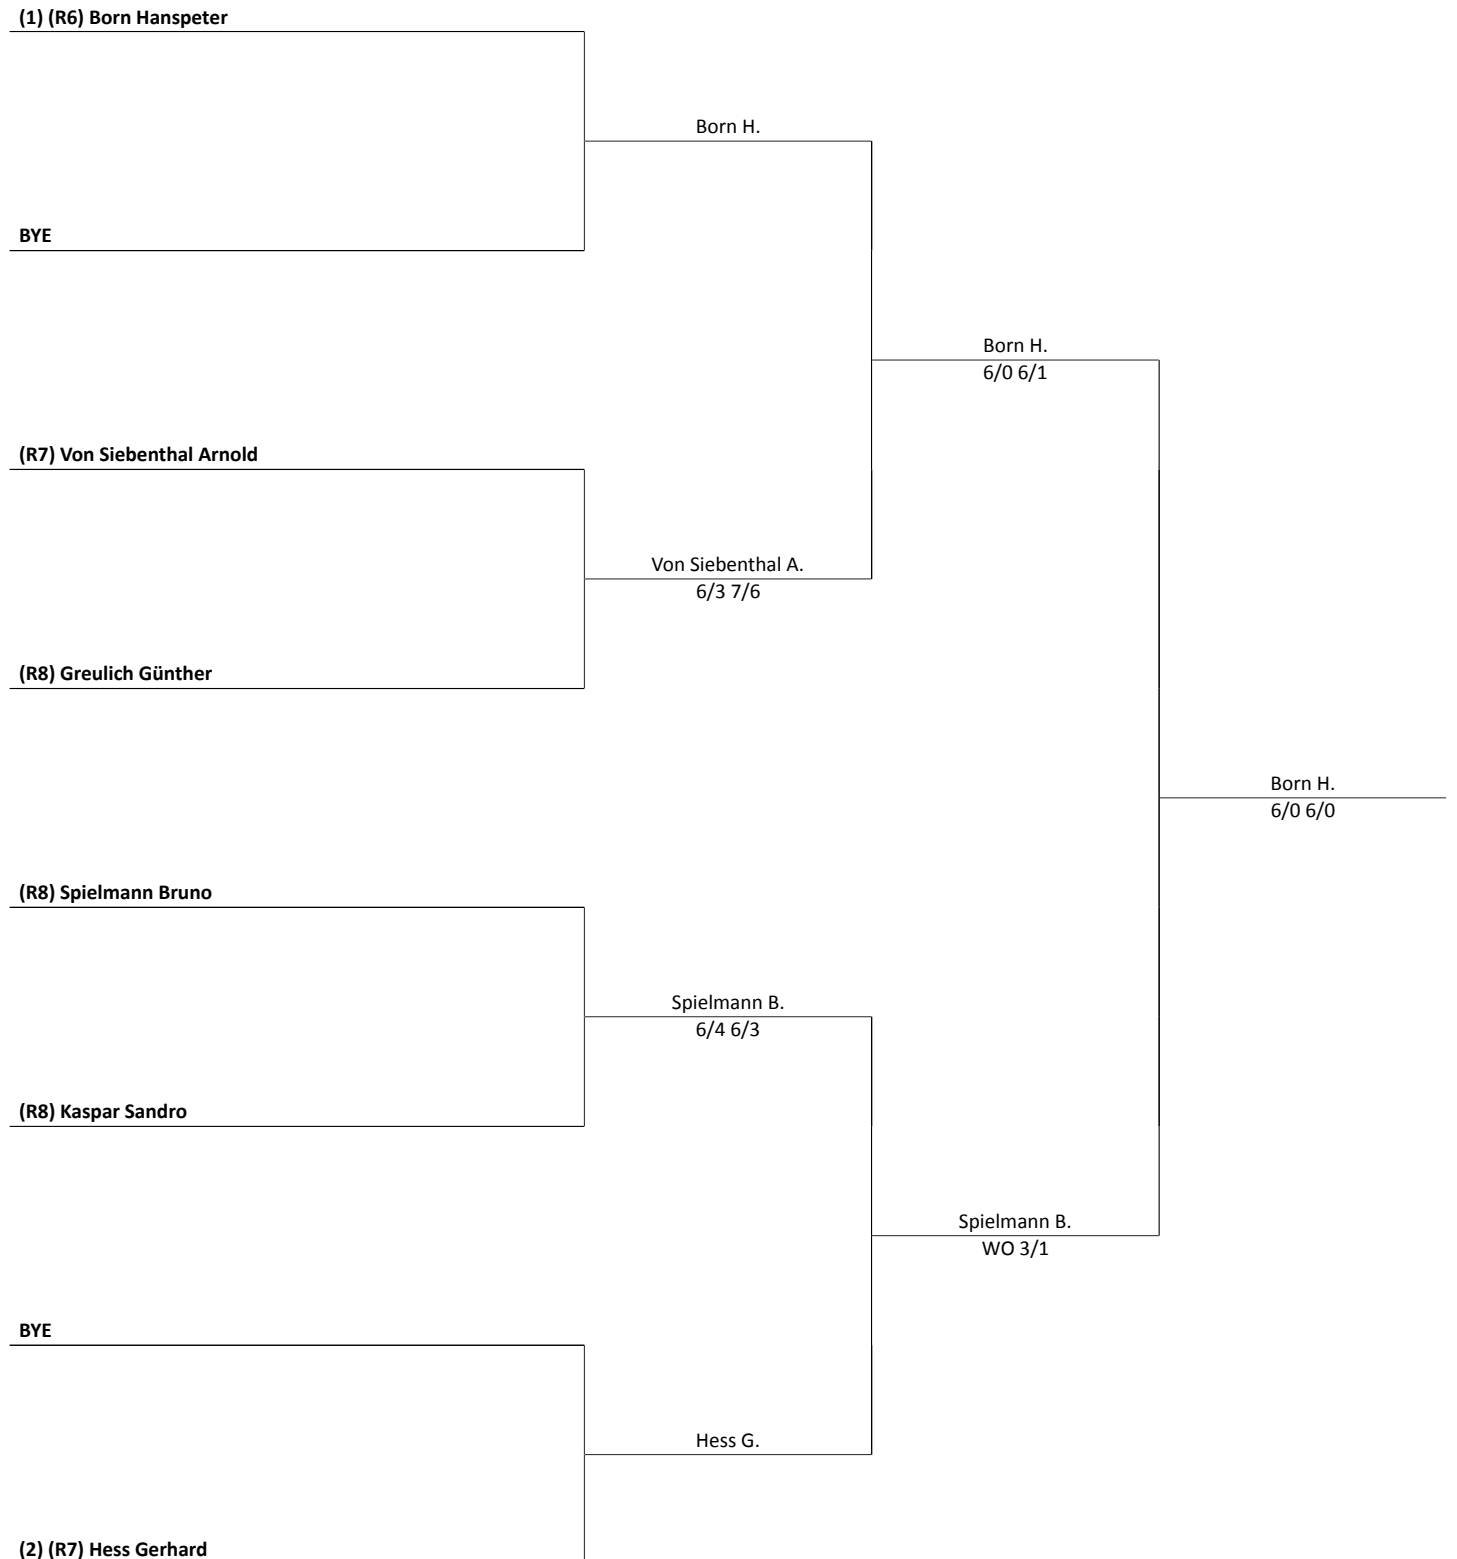 (1) (R6) Born Hanspeter
Born H.
BYE
Born H.
6/0 6/1
(R7) Von Siebenthal Arnold
Von Siebenthal A.
6/3 7/6
(R8) Greulich Günther
Born H.
6/0 6/0
(R8) Spielmann Bruno
Spielmann B.
6/4 6/3
(R8) Kaspar Sandro
Spielmann B.
WO 3/1
BYE
Hess G.
(2) (R7) Hess Gerhard